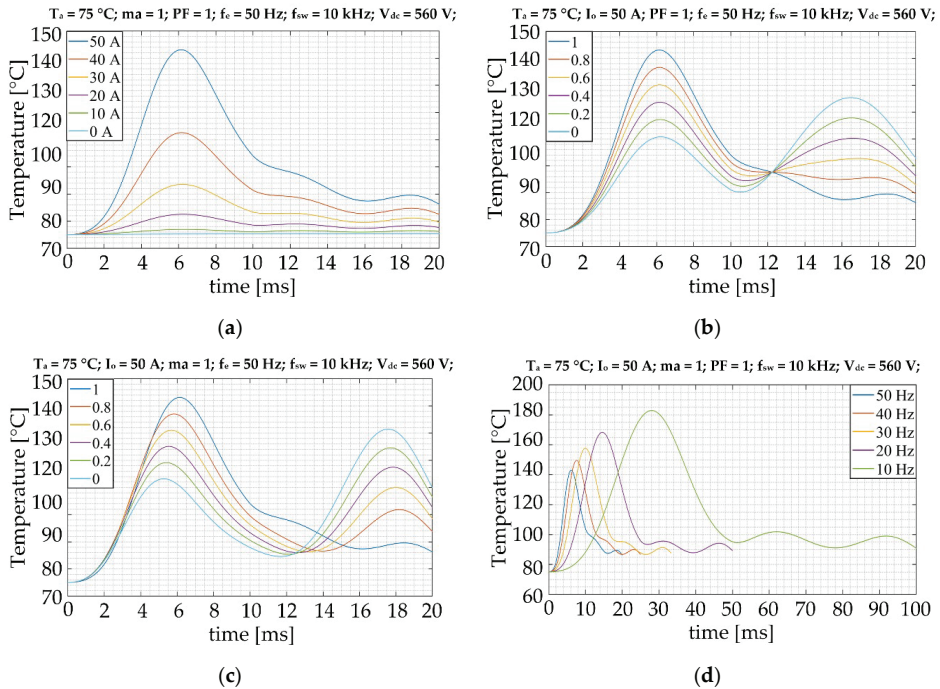 Tₐ = 75 °C; ma = 1; PF = 1; fₑ = 50 Hz; f_sw = 10 kHz; V_dc = 560 V;
150
140
130
120
110
100
90
80
70
Temperature [°C]
50 A
40 A
30 A
20 A
10 A
0 A
0 2 4 6 8 10 12 14 16 18 20
time [ms]
(a)
Tₐ = 75 °C; Iₒ = 50 A; PF = 1; fₑ = 50 Hz; f_sw = 10 kHz; V_dc = 560 V;
150
140
130
120
110
100
90
80
70
Temperature [°C]
1
0.8
0.6
0.4
0.2
0
0 2 4 6 8 10 12 14 16 18 20
time [ms]
(b)
Tₐ = 75 °C; Iₒ = 50 A; ma = 1; fₑ = 50 Hz; f_sw = 10 kHz; V_dc = 560 V;
150
140
130
120
110
100
90
80
70
Temperature [°C]
1
0.8
0.6
0.4
0.2
0
0 2 4 6 8 10 12 14 16 18 20
time [ms]
(c)
Tₐ = 75 °C; Iₒ = 50 A; ma = 1; PF = 1; f_sw = 10 kHz; V_dc = 560 V;
200
180
160
140
120
100
80
60
Temperature [°C]
50 Hz
40 Hz
30 Hz
20 Hz
10 Hz
0 10 20 30 40 50 60 70 80 90 100
time [ms]
(d)